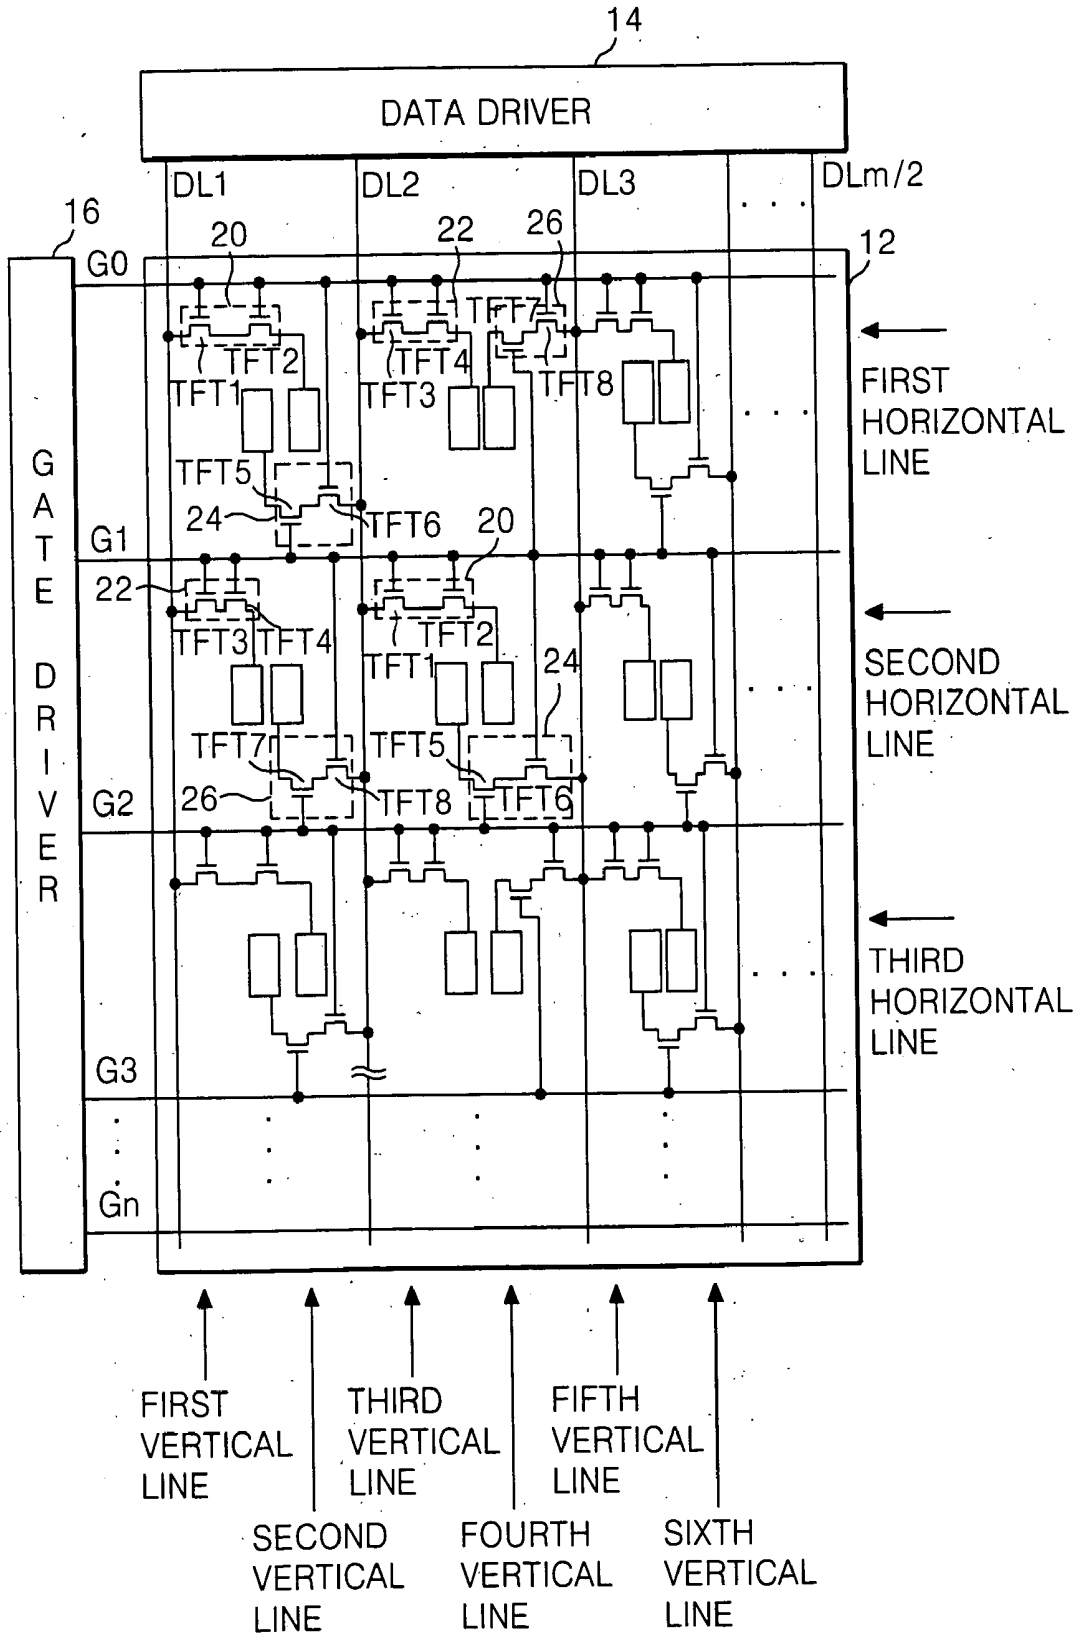 14
DATA DRIVER
DL1
DL2
DL3
DLm/2
16
20
22
26
12
G0
TFT7
TFT2
TFT4
TFT1
TFT3
TFT8
FIRST
HORIZONTAL
LINE
TFT5
24
TFT6
20
G1
22
TFT3
TFT4
TFT2
TFT1
24
SECOND
HORIZONTAL
LINE
TFT7
TFT5
26
TFT8
TFT6
G2
GATE DRIVER
THIRD
HORIZONTAL
LINE
G3
Gn
FIRST
VERTICAL
LINE
THIRD
VERTICAL
LINE
FIFTH
VERTICAL
LINE
SECOND
VERTICAL
LINE
FOURTH
VERTICAL
LINE
SIXTH
VERTICAL
LINE